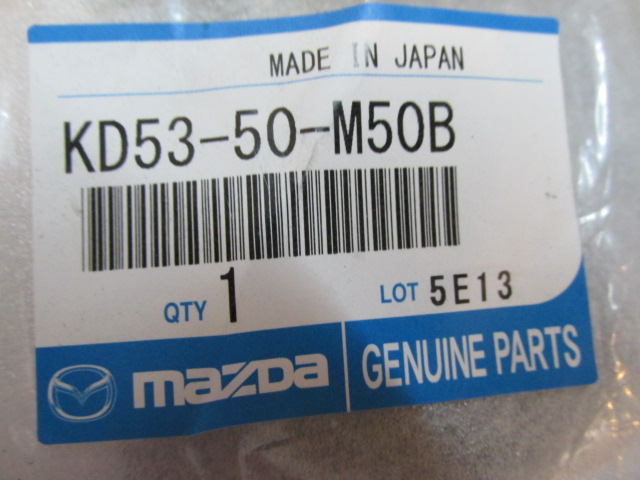 MADE IN JAPAN
KD53-50-M50B
QTY 1 LOT 5E13
mazda GENUINE PARTS